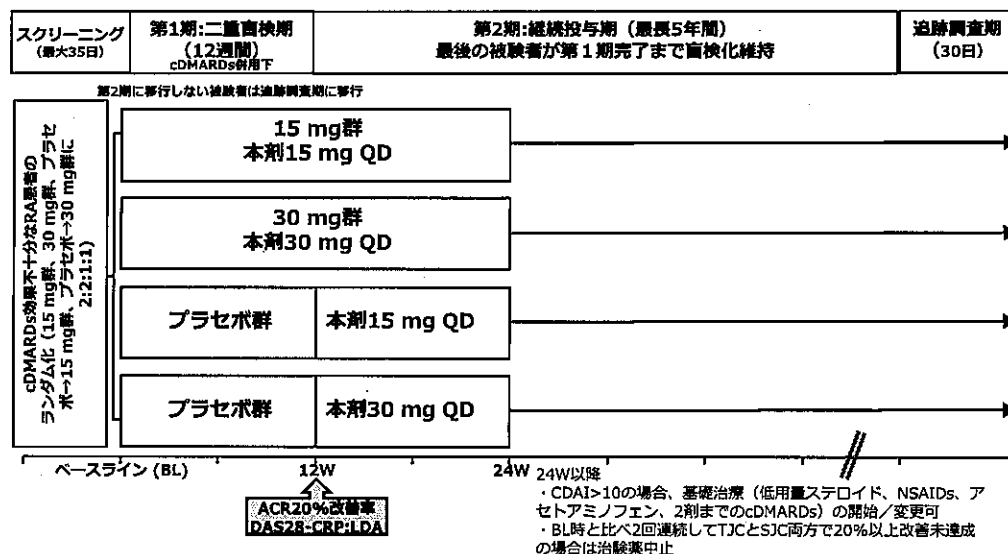 スクリーニング
(最大35日)
第1期:二重盲検期
(12週間)
cDMARDs併用下
第2期:継続投与期（最長5年間）
最後の被験者が第１期完了まで盲検化維持
追跡調査期
(30日)
第2期に移行しない被験者は追跡調査期に移行
cDMARDs効果不十分なRA患者の
ランダム化（15 mg群、30 mg群、プラセ
ボ→15 mg群、プラセボ→30 mg群に
2:2:1:1)
15 mg群
本剤15 mg QD
30 mg群
本剤30 mg QD
プラセボ群
本剤15 mg QD
プラセボ群
本剤30 mg QD
ベースライン (BL)
12W
24W
ACR20%改善率
DAS28-CRP:LDA
24W以降
・CDAI>10の場合、基礎治療（低用量ステロイド、NSAIDs、ア
セトアミノフェン、2剤までのcDMARDs）の開始／変更可
・BL時と比べ2回連続してTJCとSJC両方で20%以上改善未達成
の場合は治験薬中止